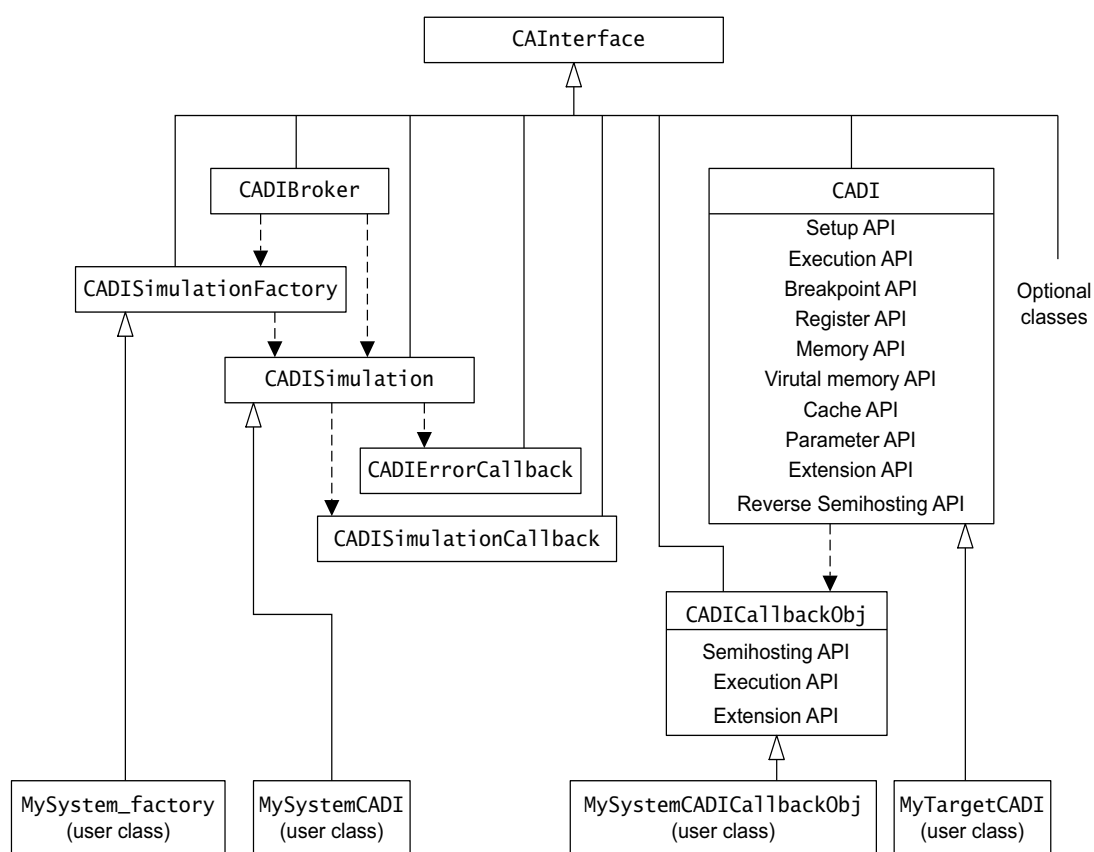 CAInterface
CADIBroker
CADI
Setup API
Execution API
Breakpoint API
Register API
Memory API
Virutal memory API
Cache API
Parameter API
Extension API
Reverse Semihosting API
CADISimulationFactory
Optional
classes
CADISimulation
CADIErrorCallback
CADISimulationCallback
CADICallbackObj
Semihosting API
Execution API
Extension API
MySystem_factory
(user class)
MySystemCADI
(user class)
MySystemCADICallbackObj
(user class)
MyTargetCADI
(user class)